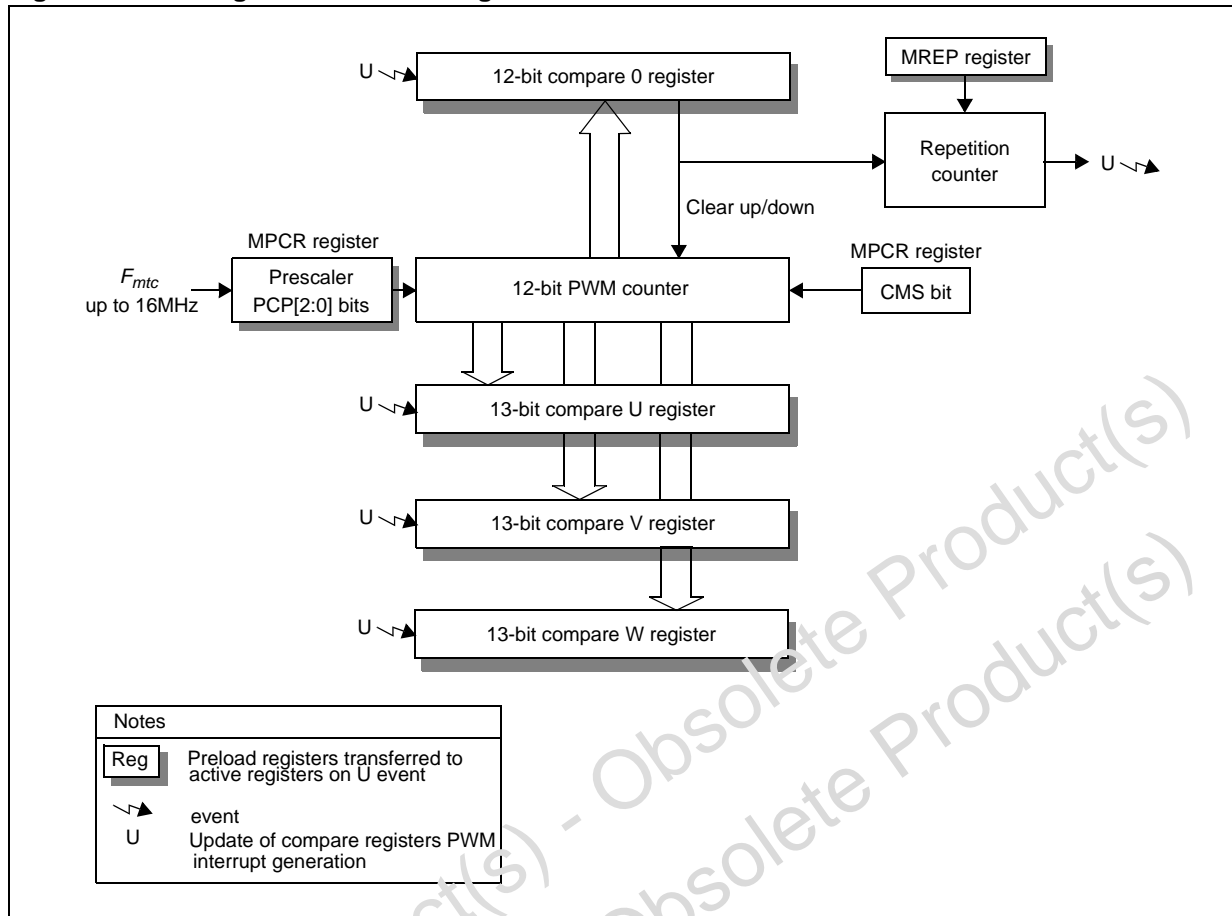 U
12-bit compare 0 register
MREP register
Repetition
counter
U
Clear up/down
MPCR register
F_mtc
up to 16MHz
Prescaler
PCP[2:0] bits
12-bit PWM counter
MPCR register
CMS bit
U
13-bit compare U register
U
13-bit compare V register
U
13-bit compare W register
Notes
Reg
Preload registers transferred to
active registers on U event
event
U
Update of compare registers PWM
interrupt generation
ct(s) - Obsolete Product(s)
Obsolete Product(s)